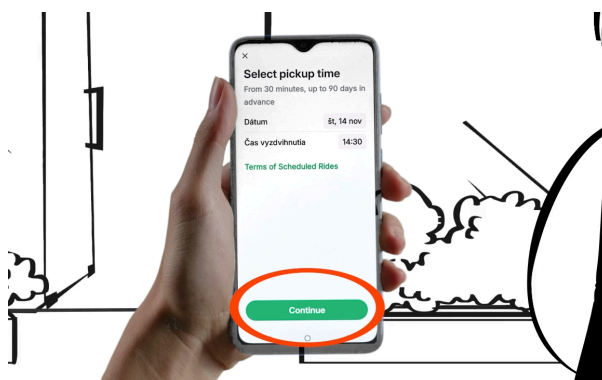 Select pickup time
From 30 minutes, up to 90 days in
advance
Dátum št, 14 nov
Čas vyzdvihnutia 14:30
Terms of Scheduled Rides
Continue